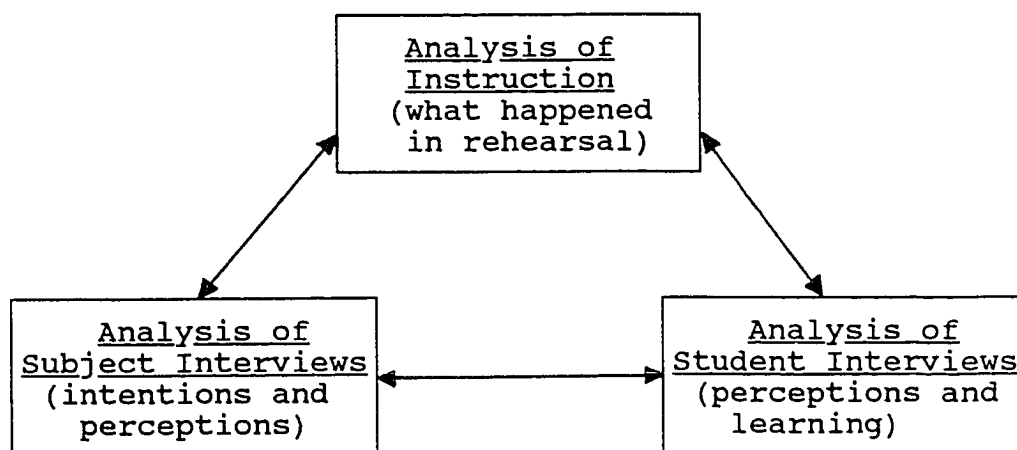 Analysis of
Instruction
(what happened
in rehearsal)
Analysis of
Subject Interviews
(intentions and
perceptions)
Analysis of
Student Interviews
(perceptions and
learning)